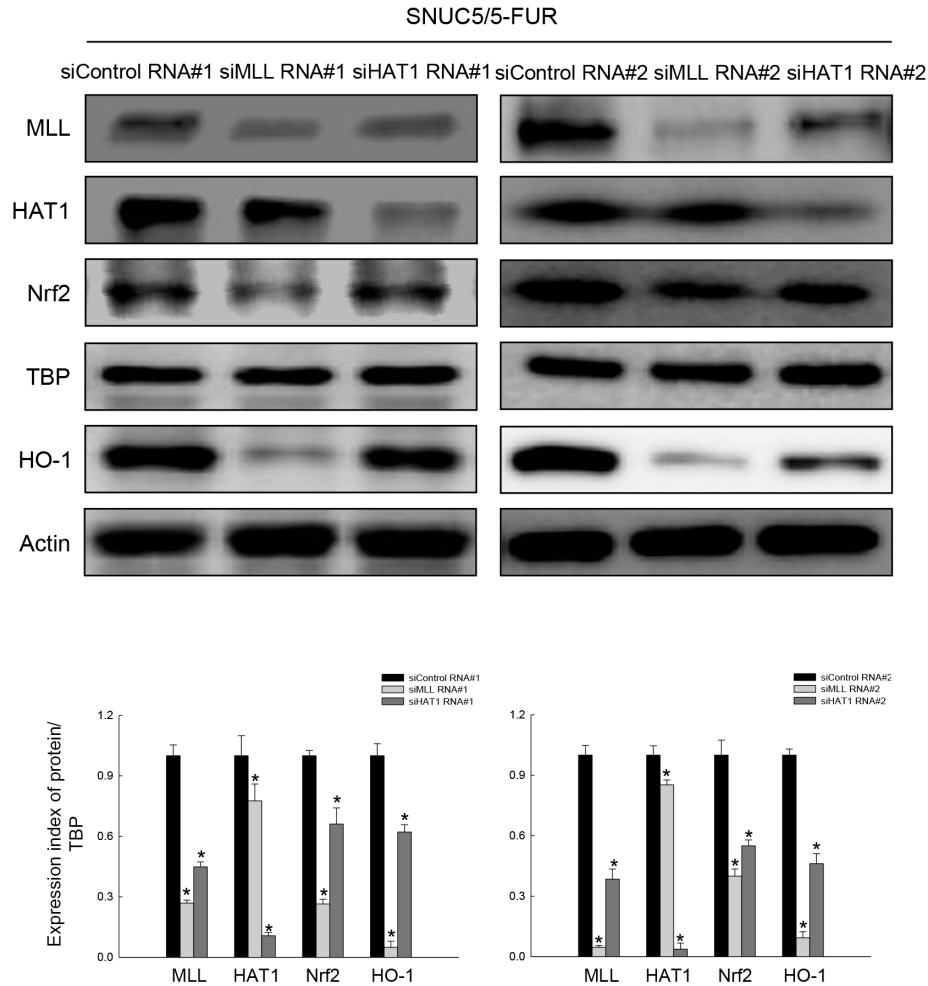 SNUC5/5-FUR
siControl RNA#1 siMLL RNA#1 siHAT1 RNA#1 siControl RNA#2 siMLL RNA#2 siHAT1 RNA#2
MLL
HAT1
Nrf2
TBP
HO-1
Actin
siControl RNA#1
siMLL RNA#1
siHAT1 RNA#1
Expression index of protein/
TBP
1.2
0.9
0.6
0.3
0.0
* * * * * * * *
MLL HAT1 Nrf2 HO-1
siControl RNA#2
siMLL RNA#2
siHAT1 RNA#2
1.2
0.9
0.6
0.3
0.0
* * * * * * * *
MLL HAT1 Nrf2 HO-1